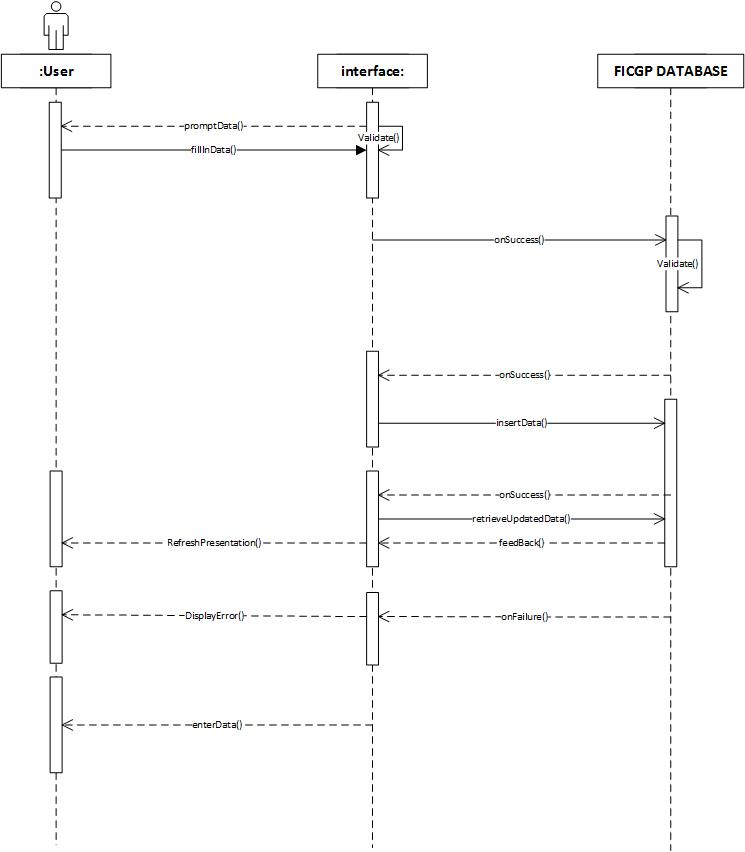 :User
interface:
FICGP DATABASE
promptData()
Validate()
fillInData()
onSuccess()
Validate()
onSuccess()
insertData()
onSuccess()
retrieveUpdatedData()
RefreshPresentation()
feedBack()
DisplayError()
onFailure()
enterData()